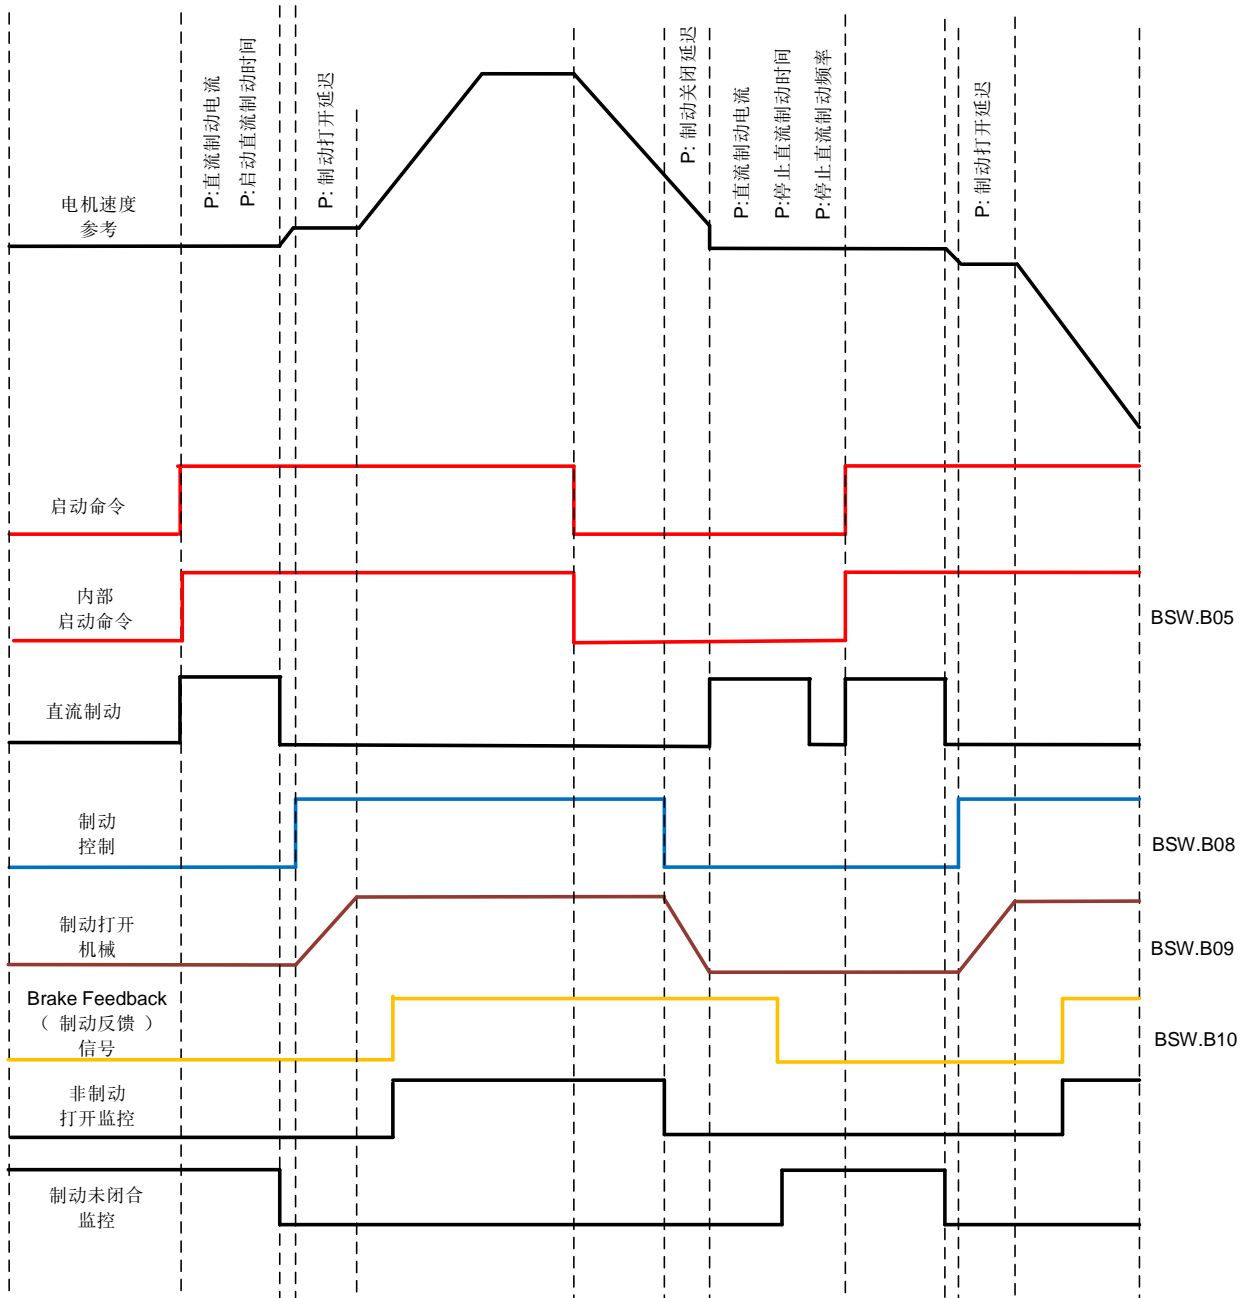 P:直流制动电流
P:启动直流制动时间
P: 制动打开延迟
P: 制动关闭延迟
P:直流制动电流
P:停止直流制动时间
P:停止直流制动频率
P: 制动打开延迟
电机速度
参考
启动命令
内部
启动命令
BSW.B05
直流制动
制动
控制
BSW.B08
制动打开
机械
BSW.B09
Brake Feedback
（ 制动反馈 ）
信号
BSW.B10
非制动
打开监控
制动未闭合
监控